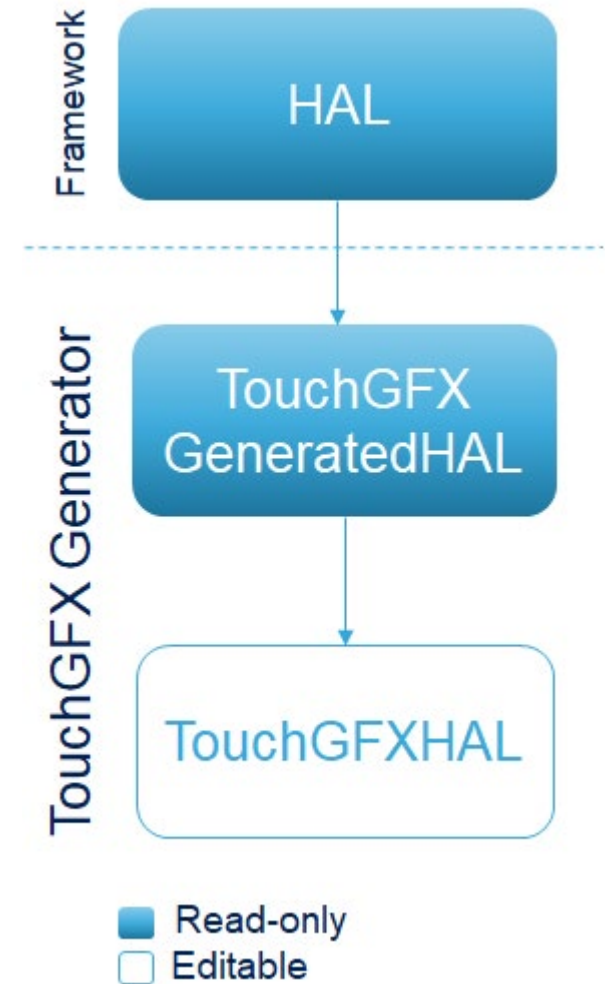 Framework
HAL
TouchGFX Generator
TouchGFX
GeneratedHAL
TouchGFXHAL
Read-only
Editable